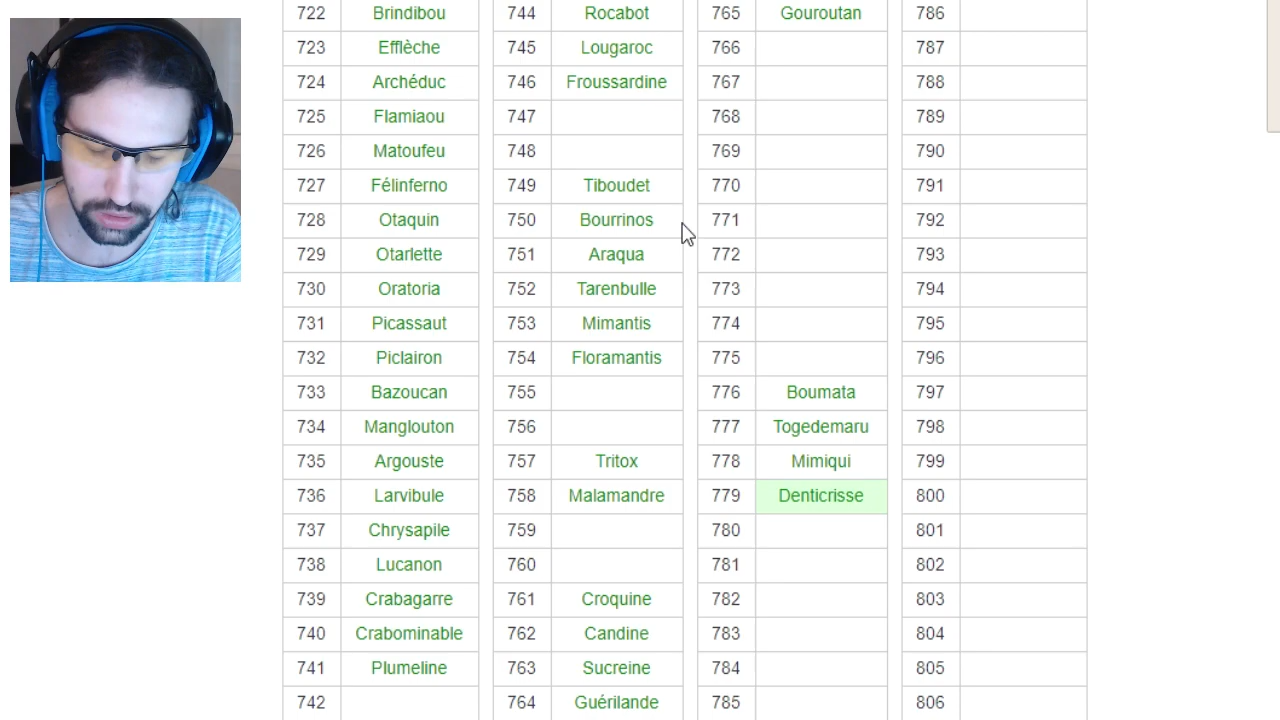 722 Brindibou 744 Rocabot 765 Gouroutan 786
723 Efflèche 745 Lougaroc 766 787
724 Archéduc 746 Froussardine 767 788
725 Flamiaou 747 768 789
726 Matoufeu 748 769 790
727 Félinferno 749 Tiboudet 770 791
728 Otaquin 750 Bourrinos 771 792
729 Otarlette 751 Araqua 772 793
730 Oratoria 752 Tarenbulle 773 794
731 Picassaut 753 Mimantis 774 795
732 Piclairon 754 Floramantis 775 796
733 Bazoucan 755 776 Boumata 797
734 Manglouton 756 777 Togedemaru 798
735 Argouste 757 Tritox 778 Mimiqui 799
736 Larvibule 758 Malamandre 779 Denticrisse 800
737 Chrysapile 759 780 801
738 Lucanon 760 781 802
739 Crabagarre 761 Croquine 782 803
740 Crabominable 762 Candine 783 804
741 Plumeline 763 Sucreine 784 805
742 764 Guérilande 785 806